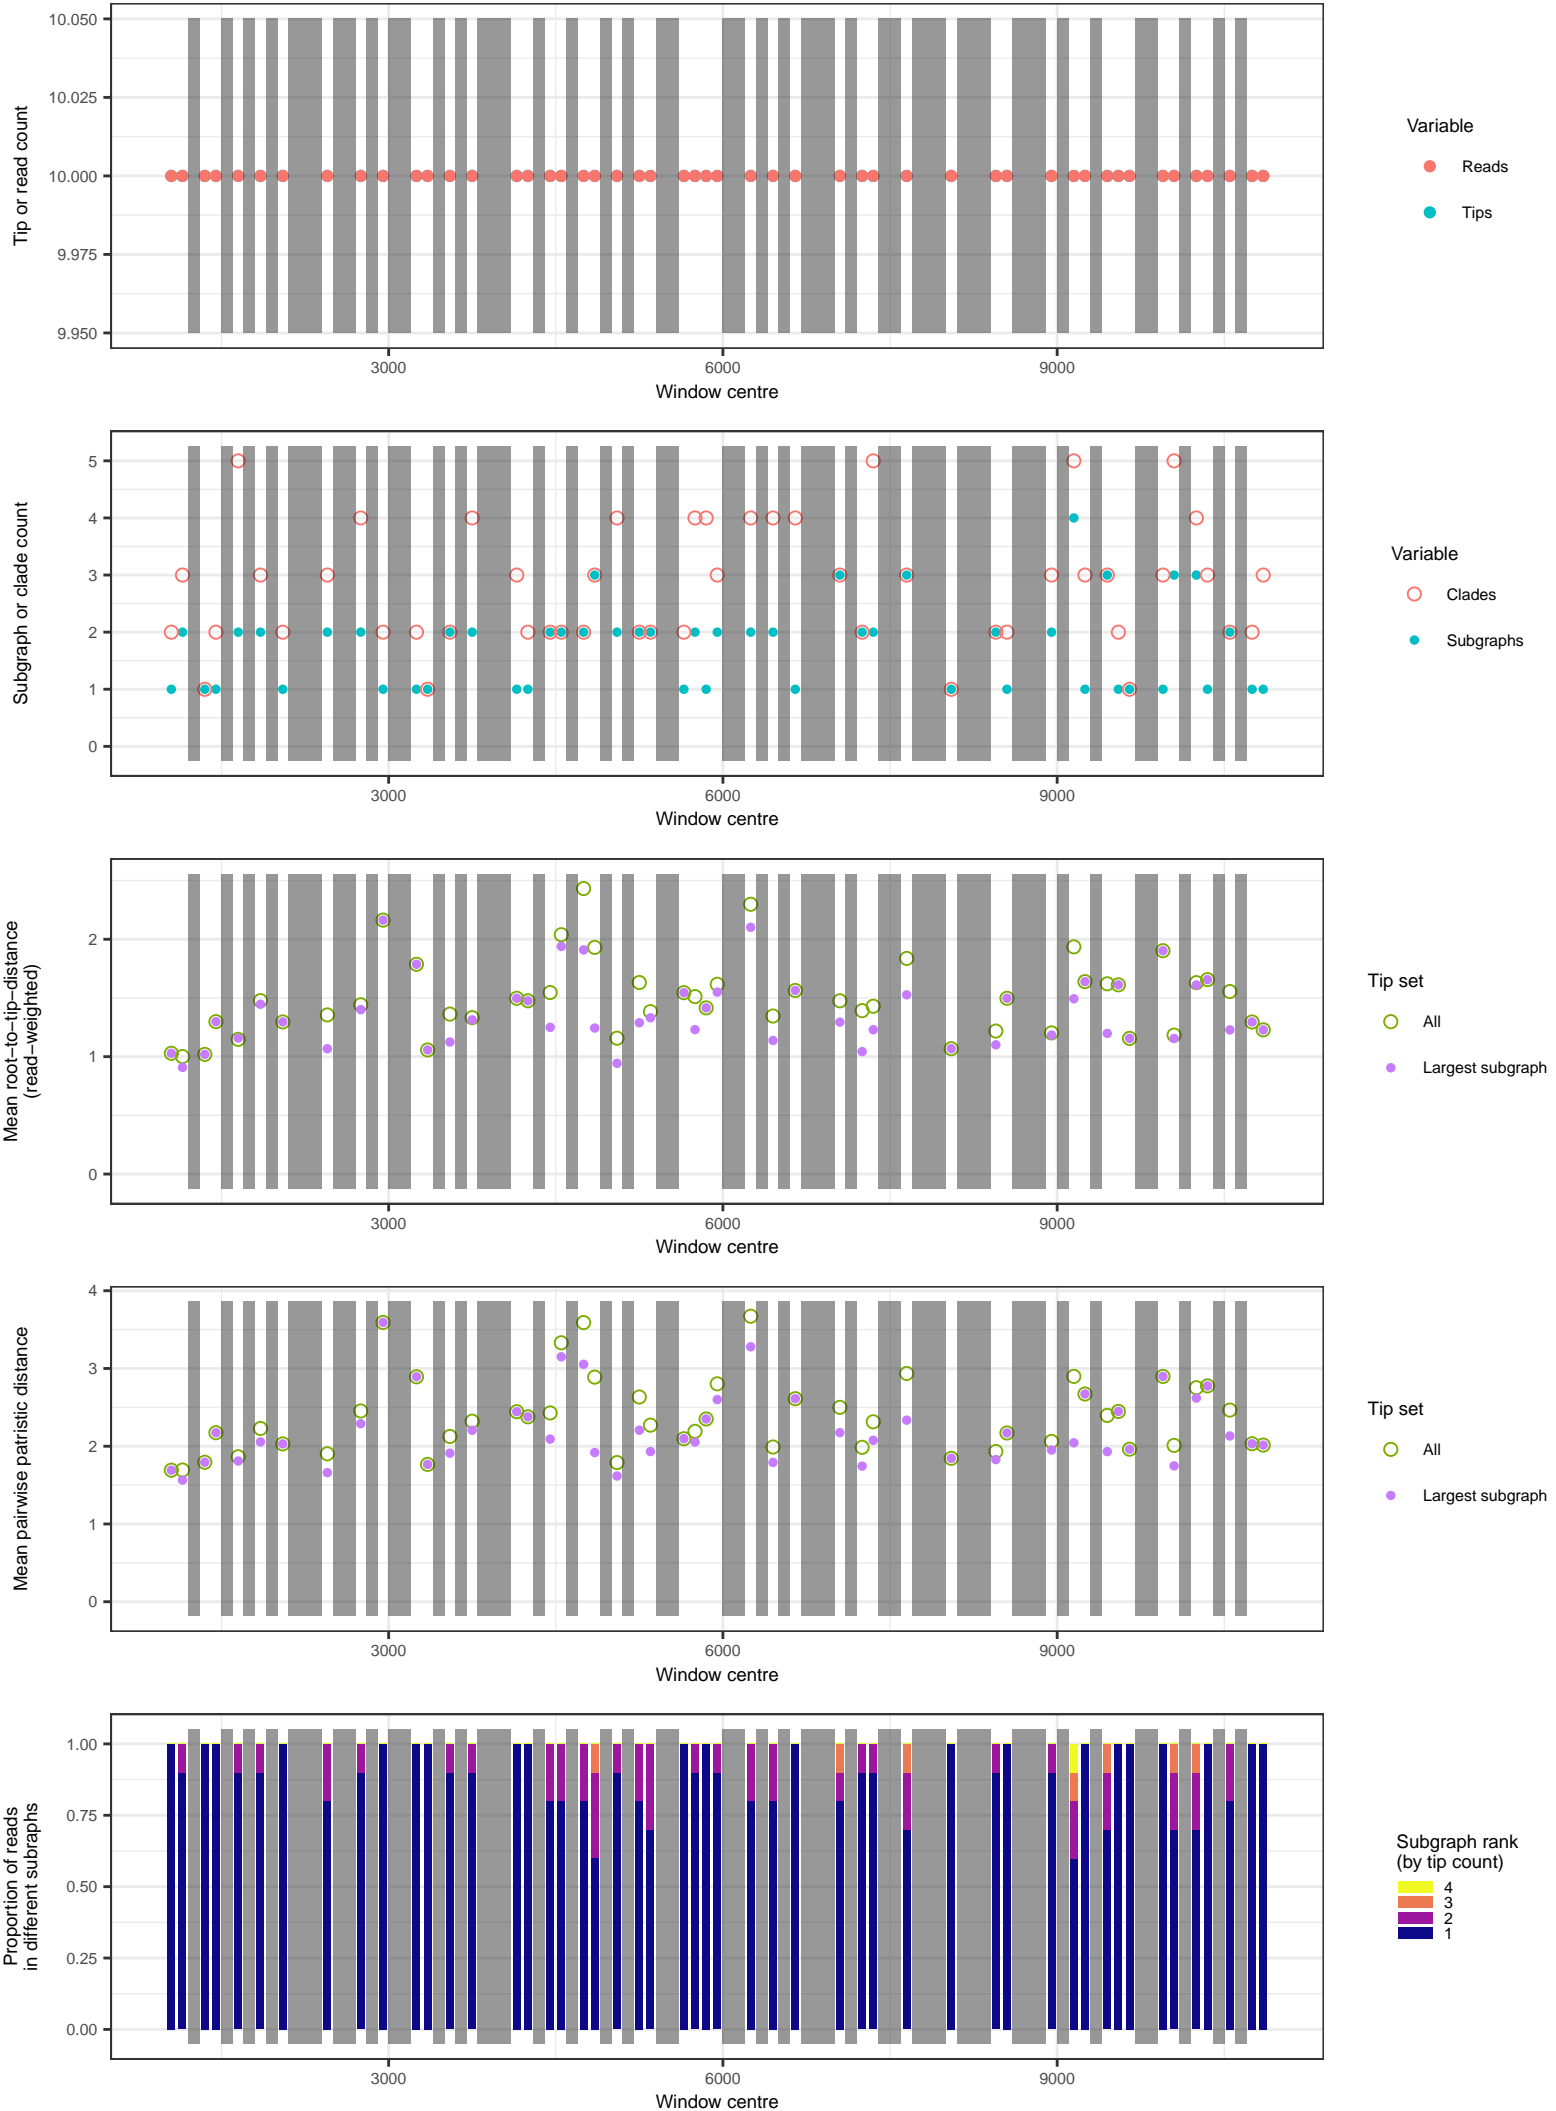 10.050
10.025
10.000
9.975
9.950
Tip or read count
3000
6000
9000
Window centre
Variable
Reads
Tips
5
4
3
2
1
0
Subgraph or clade count
3000
6000
9000
Window centre
Variable
Clades
Subgraphs
2
1
0
Mean root−to−tip−distance
(read−weighted)
3000
6000
9000
Window centre
Tip set
All
Largest subgraph
4
3
2
1
0
Mean pairwise patristic distance
3000
6000
9000
Window centre
Tip set
All
Largest subgraph
1.00
0.75
0.50
0.25
0.00
Proportion of reads
in different subraphs
3000
6000
9000
Window centre
Subgraph rank
(by tip count)
4
3
2
1